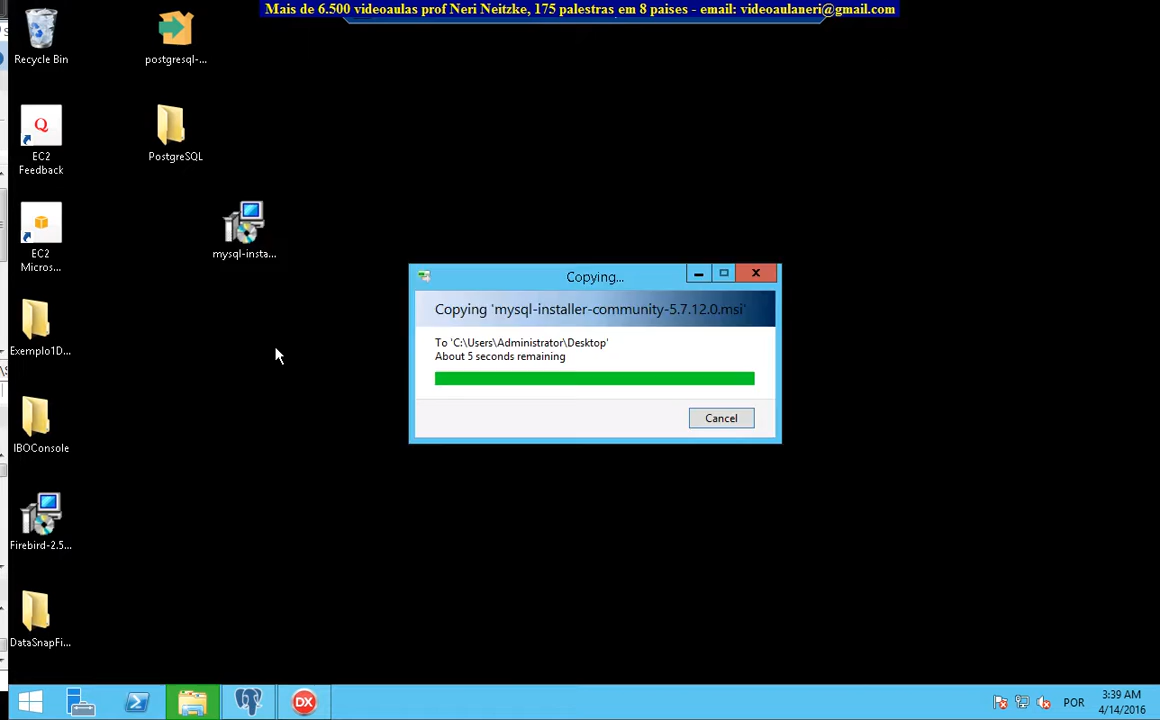 Mais de 6.500 videoaulas prof Neri Neitzke, 175 palestras em 8 paises - email: videoaulaneri@gmail.com
Recycle Bin
postgresql-...
EC2
Feedback
PostgreSQL
EC2
Micros...
mysql-insta...
Exemplo1D...
IBOConsole
Firebird-2.5...
DataSnapFi...
Copying...
Copying 'mysql-installer-community-5.7.12.0.msi'
To 'C:\Users\Administrator\Desktop'
About 5 seconds remaining
Cancel
DX
POR
3:39 AM
4/14/2016